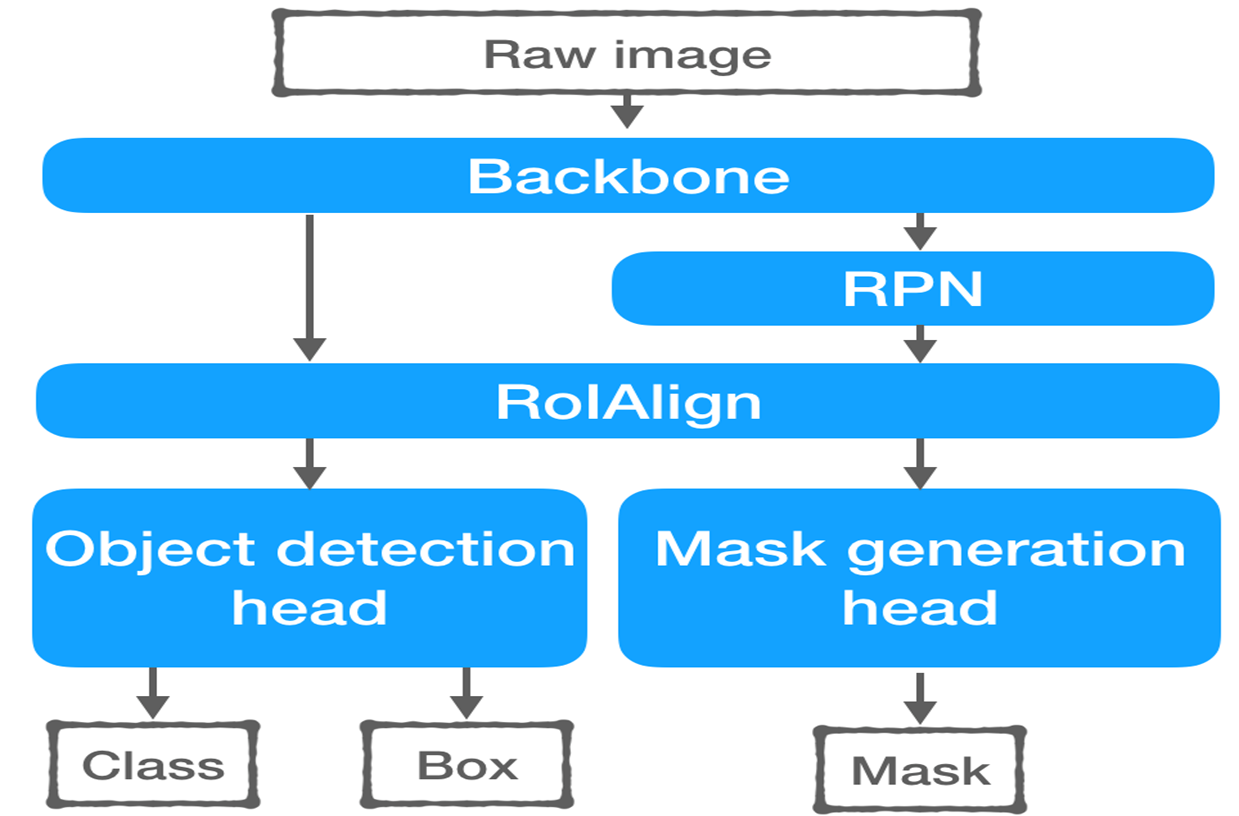 Raw image
Backbone
RPN
RoIAlign
Object detection
head
Mask generation
head
Class
Box
Mask